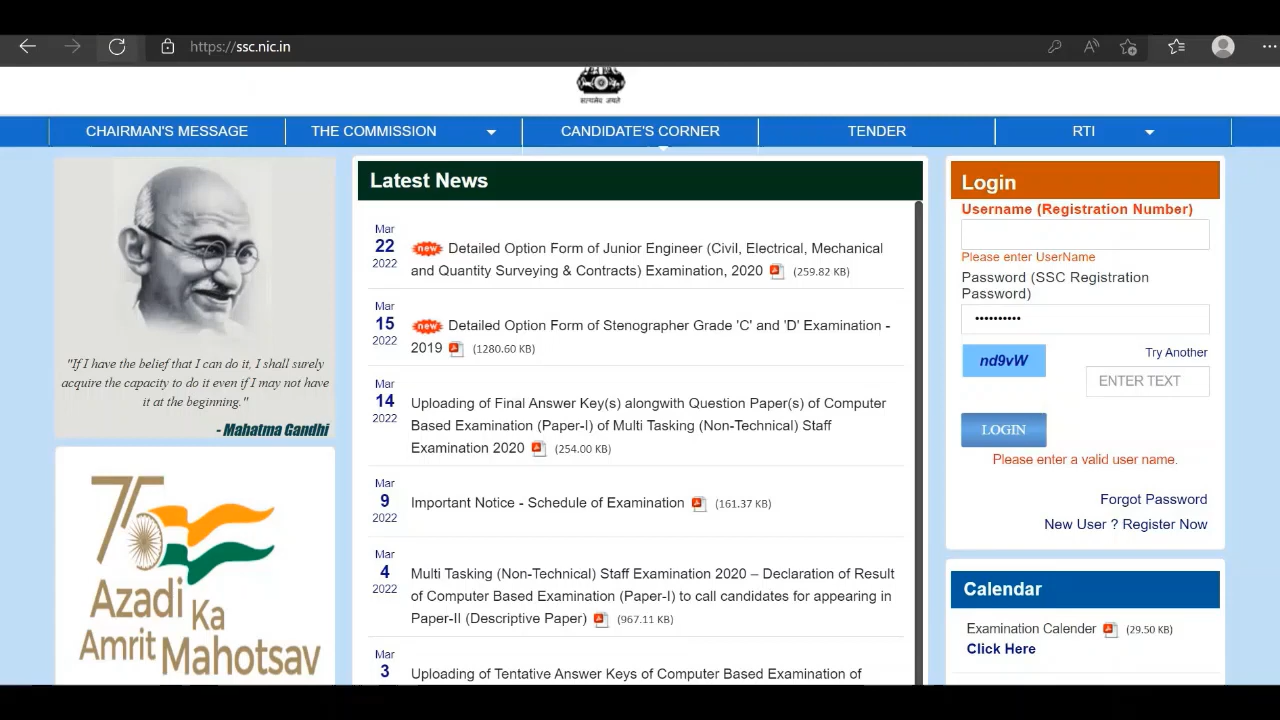 https://ssc.nic.in
सत्यमेव जयते
CHAIRMAN'S MESSAGE
THE COMMISSION
CANDIDATE'S CORNER
TENDER
RTI
"If I have the belief that I can do it, I shall surely
acquire the capacity to do it even if I may not have
it at the beginning."
- Mahatma Gandhi
75
Azadi Ka
Amrit Mahotsav
Latest News
Mar
22
2022
new Detailed Option Form of Junior Engineer (Civil, Electrical, Mechanical
and Quantity Surveying & Contracts) Examination, 2020 (259.82 KB)
Mar
15
2022
new Detailed Option Form of Stenographer Grade 'C' and 'D' Examination -
2019 (1280.60 KB)
Mar
14
2022
Uploading of Final Answer Key(s) alongwith Question Paper(s) of Computer
Based Examination (Paper-I) of Multi Tasking (Non-Technical) Staff
Examination 2020 (254.00 KB)
Mar
9
2022
Important Notice - Schedule of Examination (161.37 KB)
Mar
4
2022
Multi Tasking (Non-Technical) Staff Examination 2020 – Declaration of Result
of Computer Based Examination (Paper-I) to call candidates for appearing in
Paper-II (Descriptive Paper) (967.11 KB)
Mar
3
Uploading of Tentative Answer Keys of Computer Based Examination of
Login
Username (Registration Number)
Please enter UserName
Password (SSC Registration
Password)
••••••••••
nd9vW
Try Another
ENTER TEXT
LOGIN
Please enter a valid user name.
Forgot Password
New User ? Register Now
Calendar
Examination Calender (29.50 KB)
Click Here